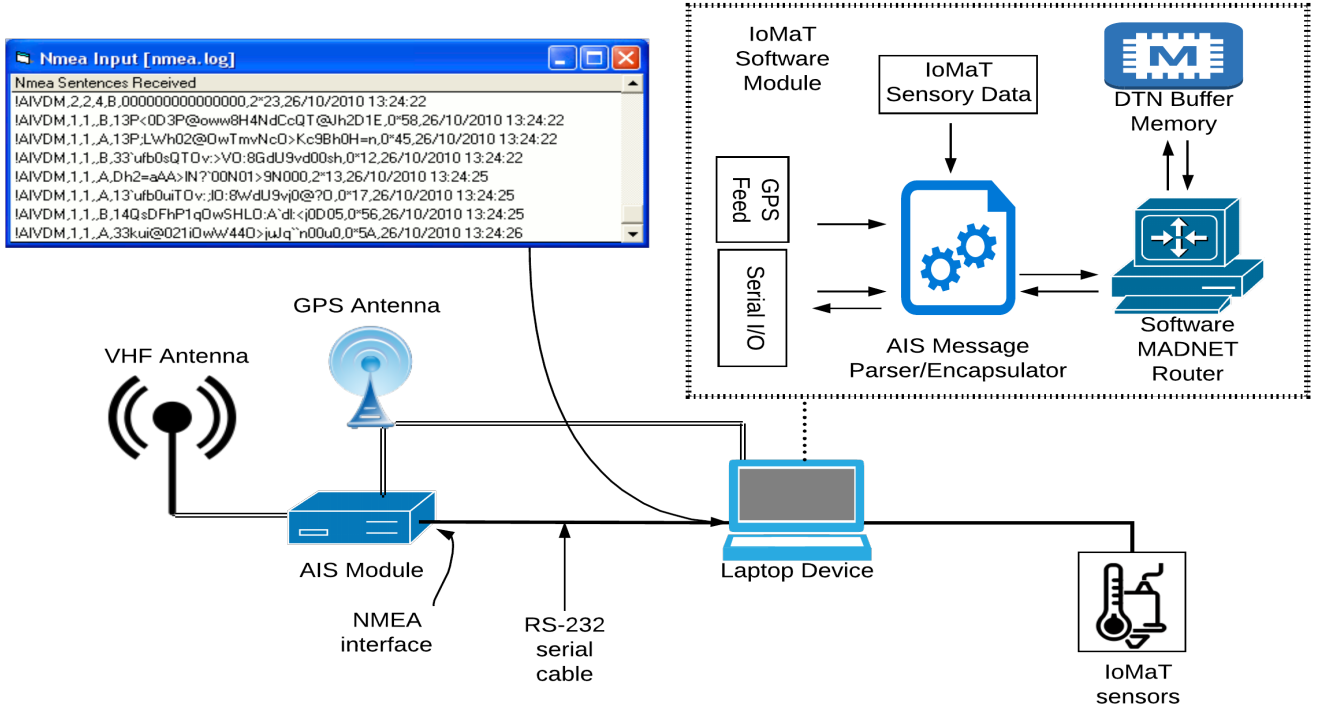 Nmea Input [nmea.log]
Nmea Sentences Received
!AIVDM,2,2,4,B,000000000000000,2*23,26/10/2010 13:24:22
!AIVDM,1,1,,B,13P<0D3P@oww8H4NdCcQT@Jh2D1E,0*58,26/10/2010 13:24:22
!AIVDM,1,1,,A,13P;LWh02@OwTmvNcO>Kc9Bh0H=n,0*45,26/10/2010 13:24:22
!AIVDM,1,1,,B,33`ufb0sQTOv:>VO:8GdU9vd00sh,0*12,26/10/2010 13:24:22
!AIVDM,1,1,,A,Dh2=aAA>IN?`00N01>9N000,2*13,26/10/2010 13:24:25
!AIVDM,1,1,,A,13`ufb0uiTOv:;IO:8WdU9vj0@?O,0*17,26/10/2010 13:24:25
!AIVDM,1,1,,B,14QsDFhP1qOwSHLO:A`dI:<j0D05,0*56,26/10/2010 13:24:25
!AIVDM,1,1,,A,33kui@021iOwW44O>jwJq``n00u0,0*5A,26/10/2010 13:24:26
IoMaT
Software
Module
IoMaT
Sensory Data
DTN Buffer
Memory
GPS
Feed
Serial I/O
AIS Message
Parser/Encapsulator
Software
MADNET
Router
GPS Antenna
VHF Antenna
AIS Module
NMEA
interface
RS-232
serial
cable
Laptop Device
IoMaT
sensors
M